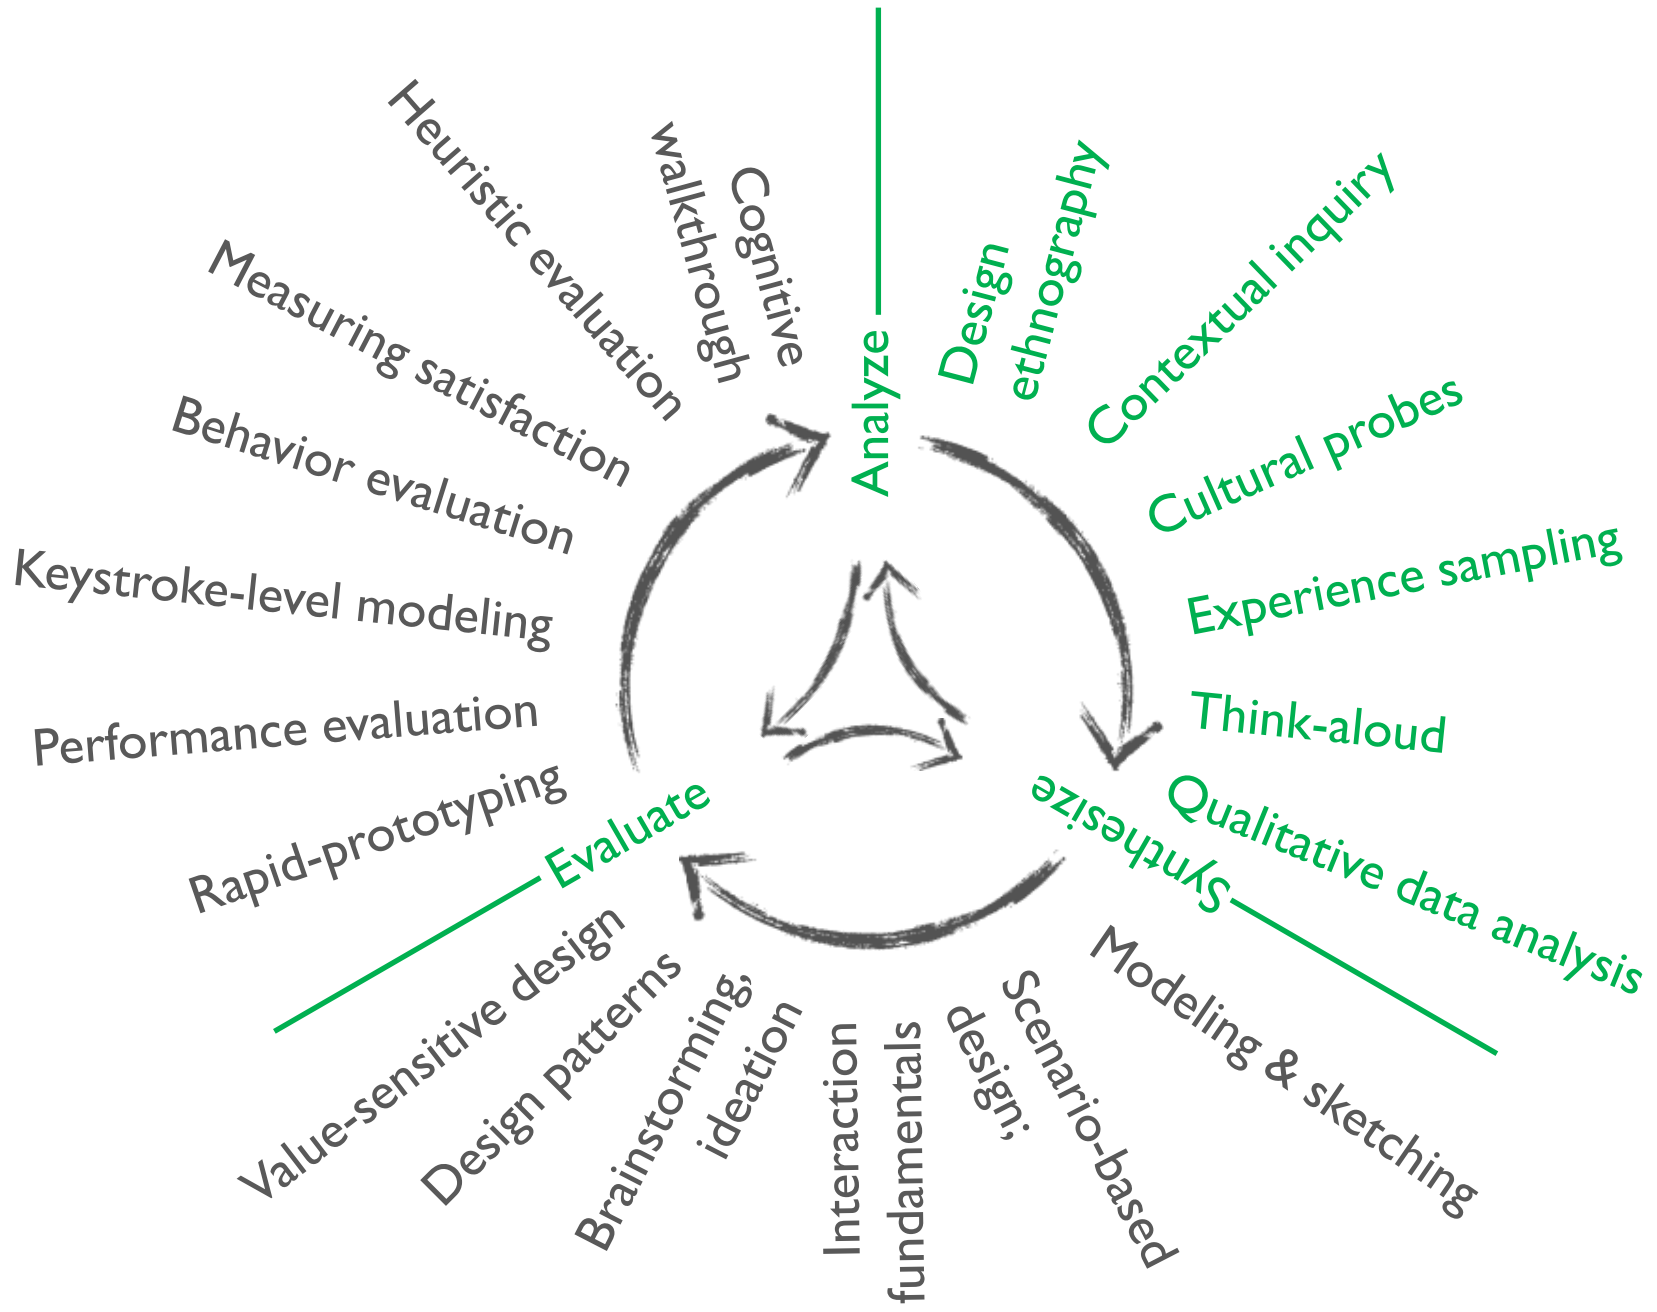 Analyze
Design
ethnography
Contextual inquiry
Cultural probes
Experience sampling
Think-aloud
Qualitative data analysis
Synthesize
Modeling & sketching
Scenario-based
design;
Interaction
fundamentals
Brainstorming,
ideation
Design patterns
Value-sensitive design
Evaluate
Rapid-prototyping
Performance evaluation
Keystroke-level modeling
Behavior evaluation
Measuring satisfaction
Heuristic evaluation
Cognitive
walkthrough